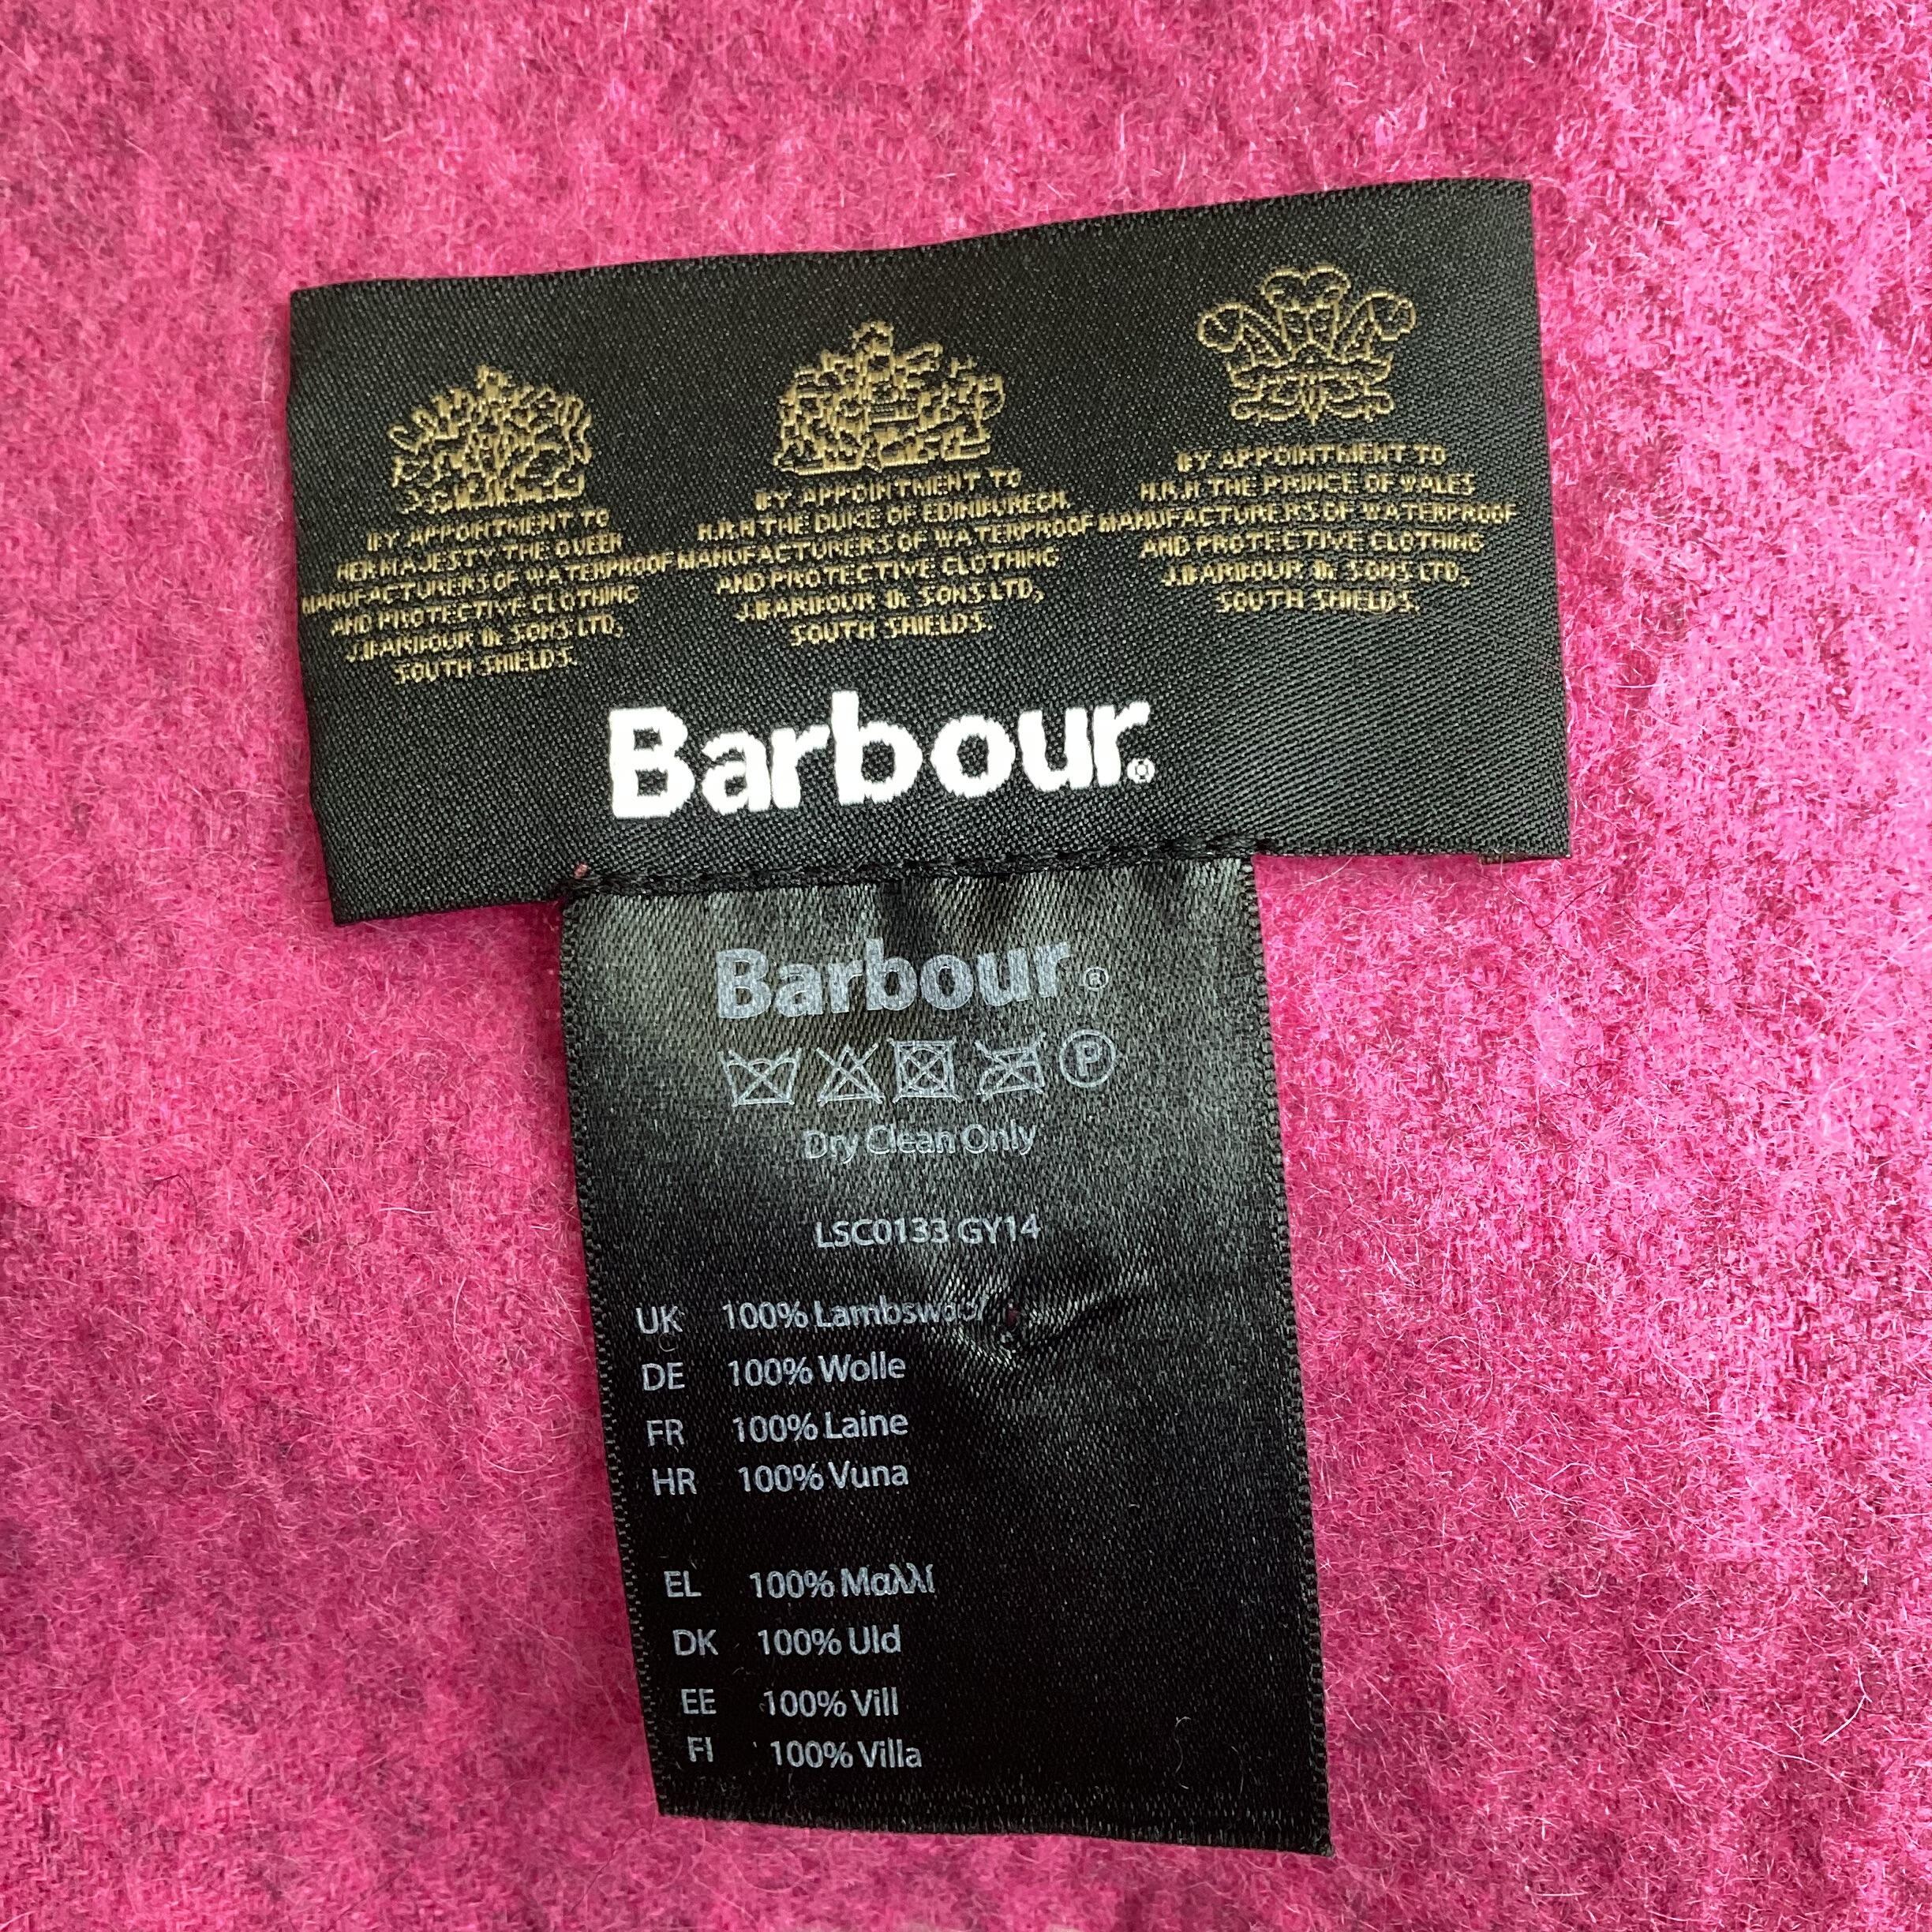 BY APPOINTMENT TO
HER MAJESTY THE QUEEN
MANUFACTURERS OF WATERPROOF
AND PROTECTIVE CLOTHING
J.BARBOUR & SONS LTD,
SOUTH SHIELDS.
BY APPOINTMENT TO
H.R.H THE DUKE OF EDINBURGH
MANUFACTURERS OF WATERPROOF
AND PROTECTIVE CLOTHING
J.BARBOUR & SONS LTD,
SOUTH SHIELDS.
BY APPOINTMENT TO
H.R.H THE PRINCE OF WALES
MANUFACTURERS OF WATERPROOF
AND PROTECTIVE CLOTHING
J.BARBOUR & SONS LTD,
SOUTH SHIELDS.
Barbour®
Barbour®
P
Dry Clean Only
LSC0133 GY14
UK 100% Lambswool
DE 100% Wolle
FR 100% Laine
HR 100% Vuna
EL 100% Μαλλί
DK 100% Uld
EE 100% Vill
FI 100% Villa